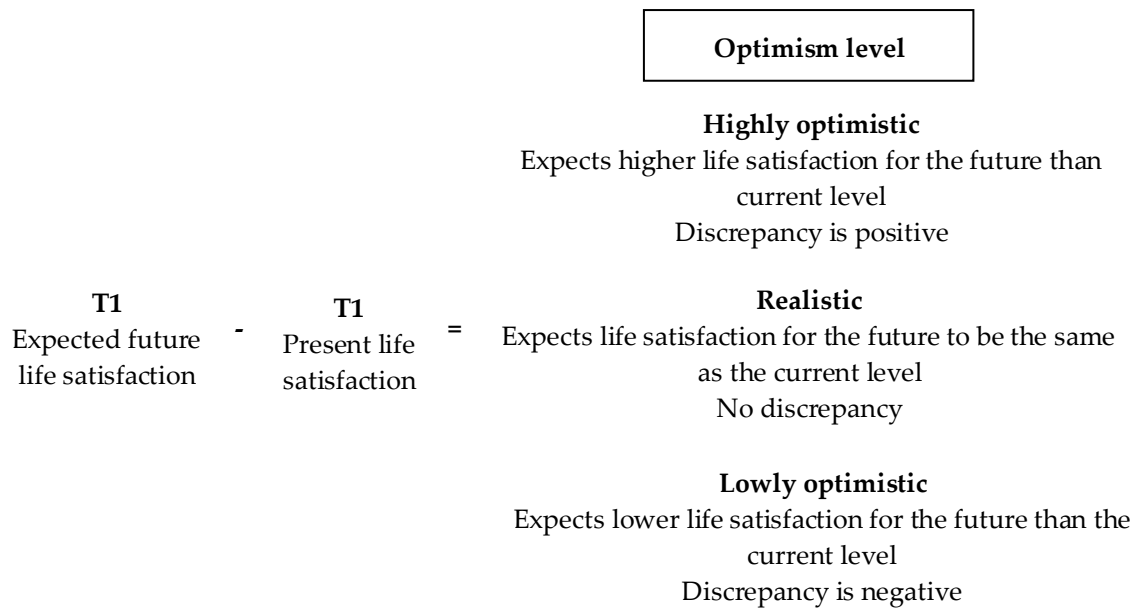 Optimism level
Highly optimistic
Expects higher life satisfaction for the future than
current level
Discrepancy is positive
T1
Expected future
life satisfaction
-
T1
Present life
satisfaction
=
Realistic
Expects life satisfaction for the future to be the same
as the current level
No discrepancy
Lowly optimistic
Expects lower life satisfaction for the future than the
current level
Discrepancy is negative